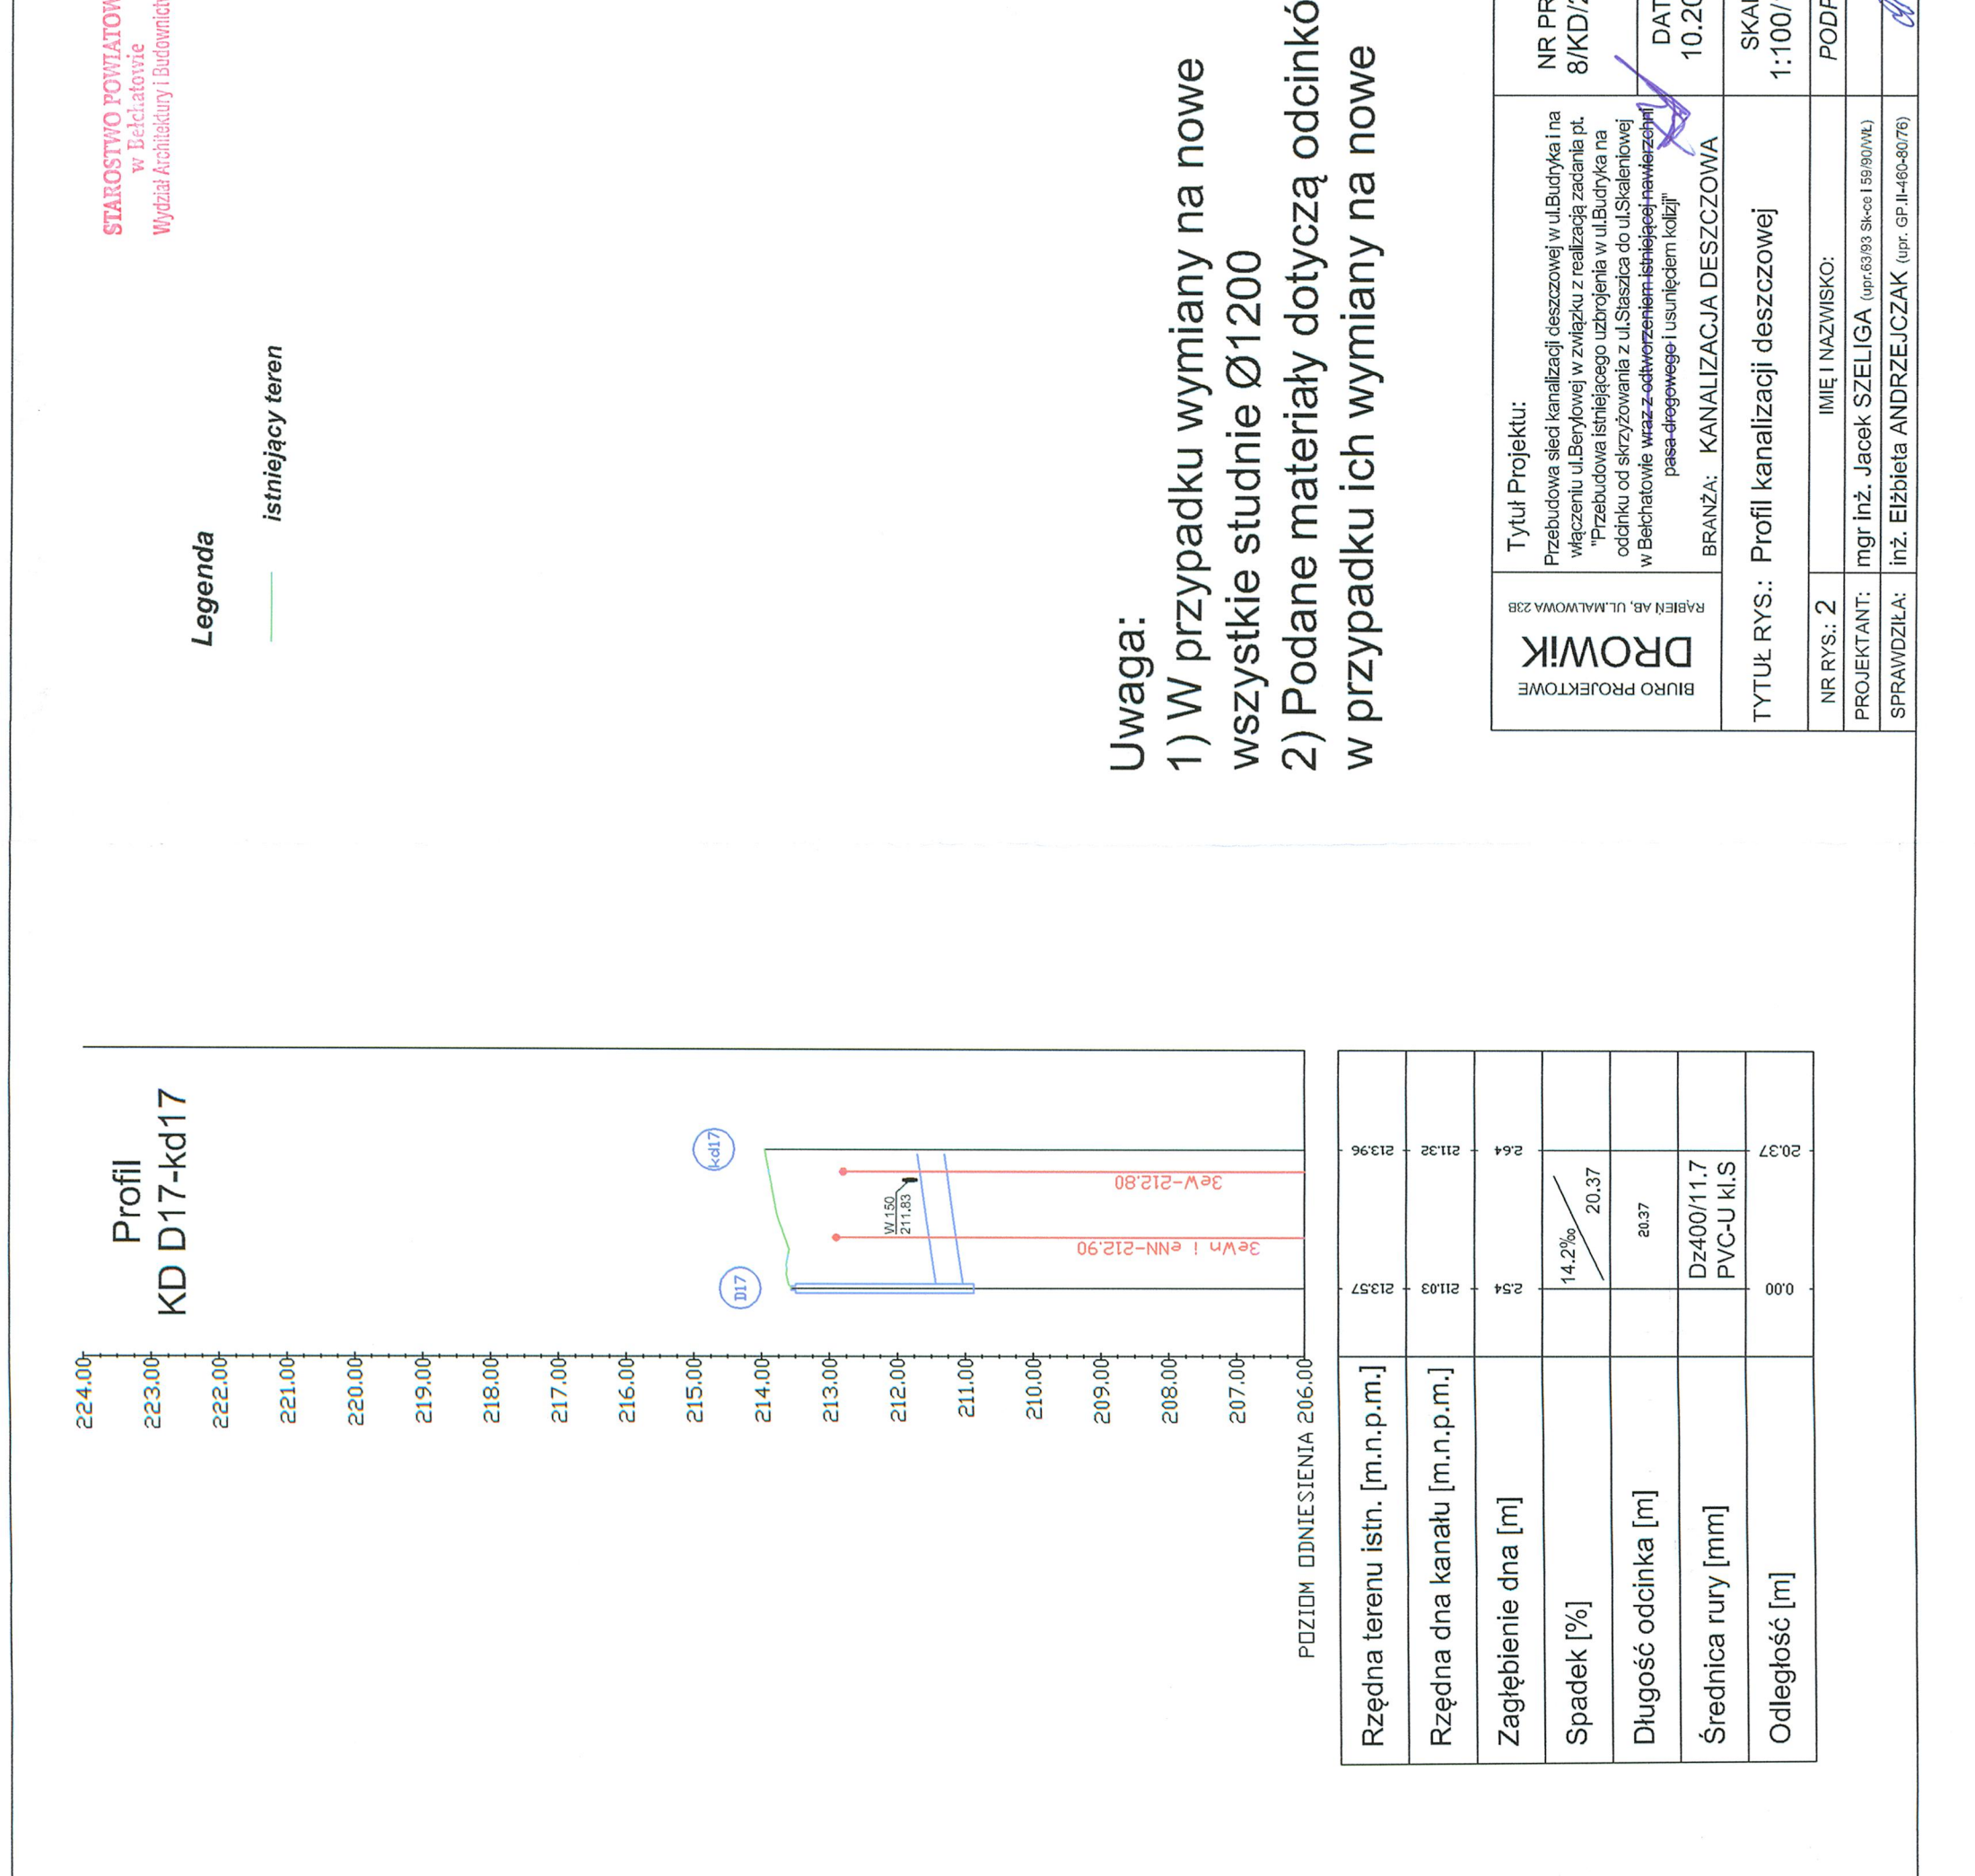 Profil
KD D17-kd17
224.00
223.00
222.00
221.00
220.00
219.00
218.00
217.00
216.00
215.00
214.00
213.00
212.00
211.00
210.00
209.00
208.00
207.00
POZIOM ODNIESIENIA 206.00
D17
kd17
W 150
211.83
3eWn i eNN-212.90
3eW-212.80
Rzędna terenu istn. [m.n.p.m.] 213.57 213.96
Rzędna dna kanału [m.n.p.m.] 211.03 211.32
Zagłębienie dna [m] 2.54 2.64
Spadek [%] 14.2‰ 20.37
Długość odcinka [m] 20.37
Średnica rury [mm] Dz400/11.7
PVC-U kl.S
Odległość [m] 0.00 20.37
STAROSTWO POWIATOW
w Bełchatowie
Wydział Architektury i Budownict
Legenda
istniejący teren
Uwaga:
1) W przypadku wymiany na nowe
wszystkie studnie Ø1200
2) Podane materiały dotyczą odcinkó
w przypadku ich wymiany na nowe
BIURO PROJEKTOWE
DROWiK
RĄBIEŃ AB, UL.MALWOWA 23B
Tytuł Projektu:
Przebudowa sieci kanalizacji deszczowej w ul.Budryka i na
włączeniu ul.Berylowej w związku z realizacją zadania pt.
"Przebudowa istniejącego uzbrojenia w ul.Budryka na
odcinku od skrzyżowania z ul.Staszica do ul.Skaleniowej
w Bełchatowie wraz z odtworzeniem istniejącej nawierzchni
pasa drogowego i usunięciem kolizji"
BRANŻA: KANALIZACJA DESZCZOWA
NR PR
8/KD/2
DAT
10.20
TYTUŁ RYS.: Profil kanalizacji deszczowej
SKAL
1:100/
NR RYS.: 2 IMIĘ I NAZWISKO: PODP
PROJEKTANT: mgr inż. Jacek SZELIGA (upr.63/93 Sk-ce i 59/90/WŁ)
SPRAWDZIŁA: inż. Elżbieta ANDRZEJCZAK (upr. GP.II-460-80/76)